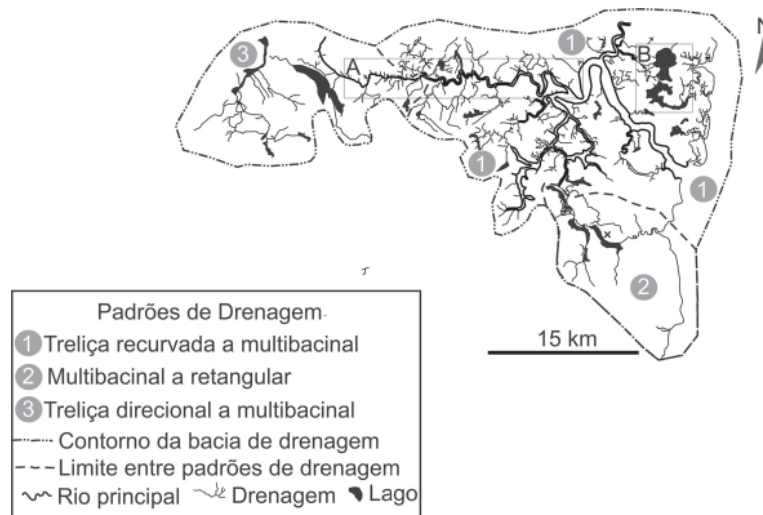 3
1
N
A
B
1
1
2
15 km
Padrões de Drenagem
1 Treliça recurvada a multibacinal
2 Multibacinal a retangular
3 Treliça direcional a multibacinal
Contorno da bacia de drenagem
Limite entre padrões de drenagem
Rio principal Drenagem Lago